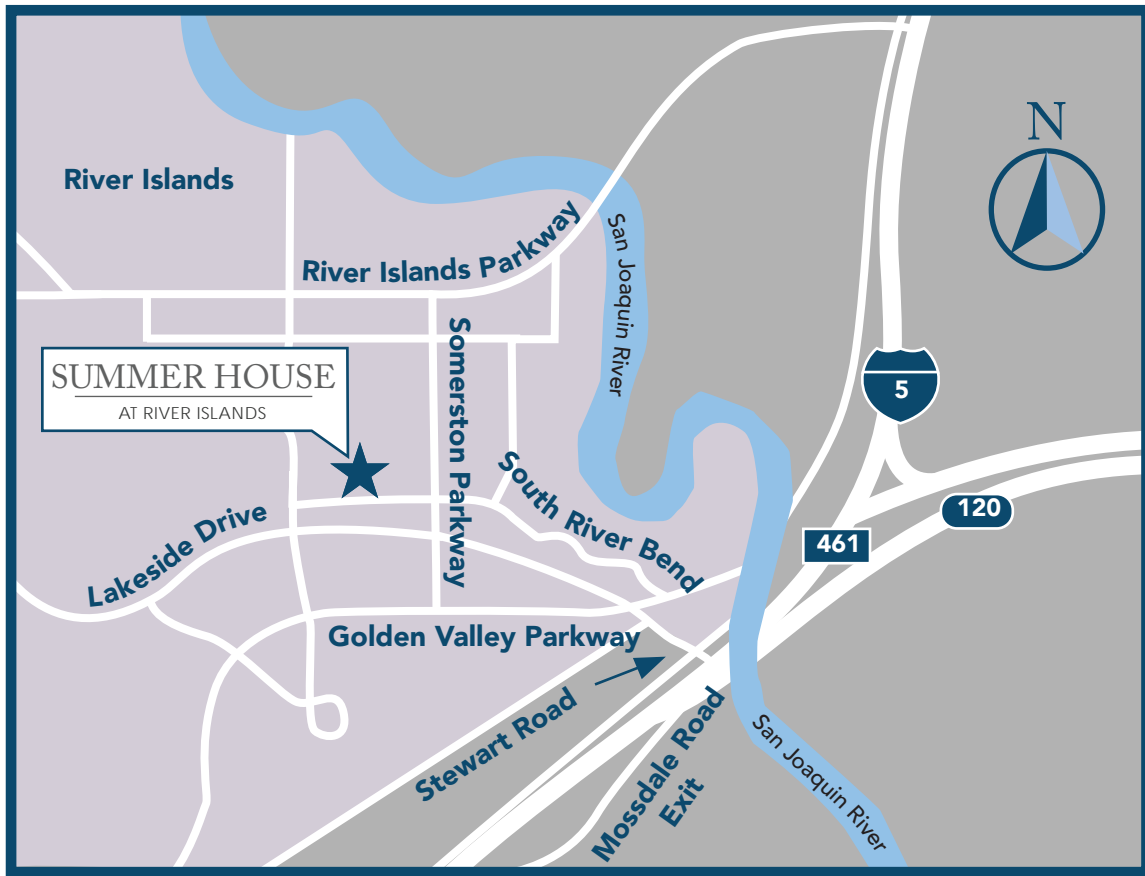 N
River Islands
River Islands Parkway
San Joaquin River
SUMMER HOUSE
AT RIVER ISLANDS
Somerston Parkway
5
South River Bend
120
461
Lakeside Drive
Golden Valley Parkway
Stewart Road
Mossdale Road
Exit
San Joaquin River